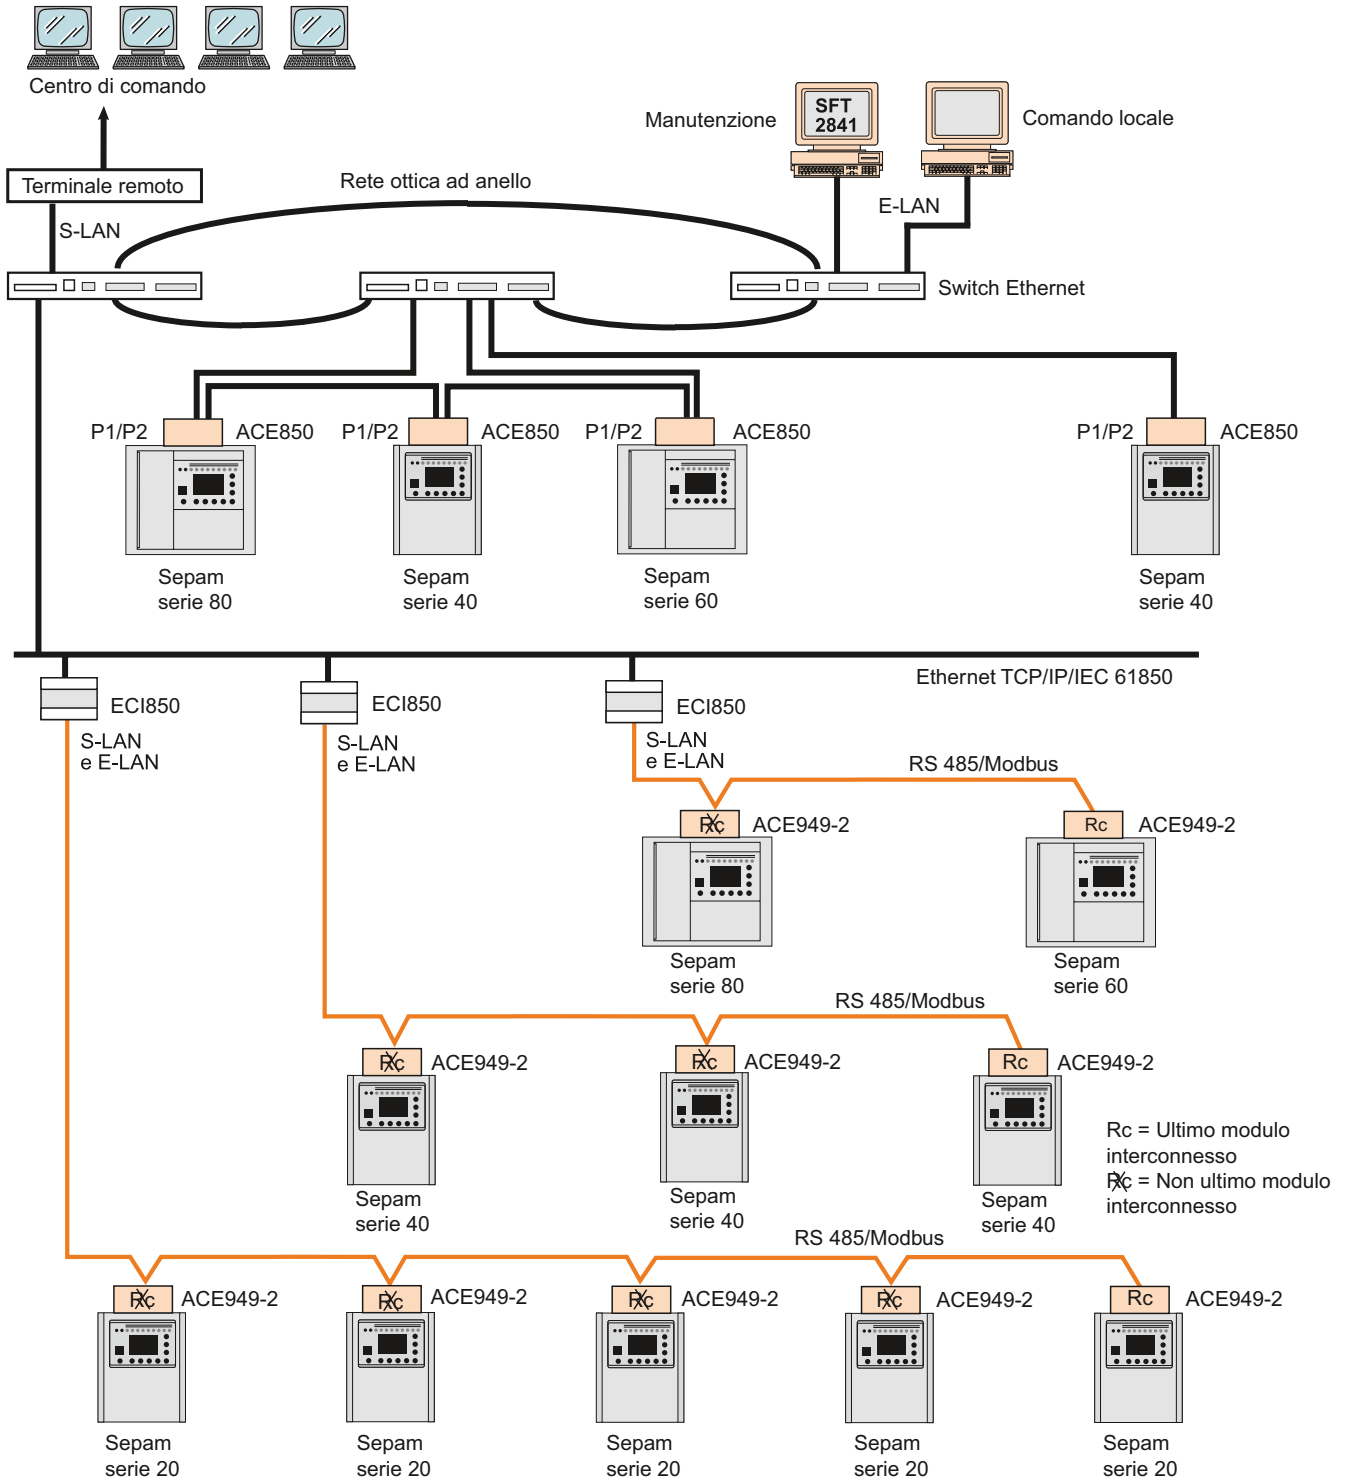 Centro di comando
Terminale remoto
S-LAN
Rete ottica ad anello
Manutenzione
SFT
2841
Comando locale
E-LAN
Switch Ethernet
P1/P2
ACE850
P1/P2
ACE850
P1/P2
ACE850
P1/P2
ACE850
Sepam
serie 80
Sepam
serie 40
Sepam
serie 60
Sepam
serie 40
Ethernet TCP/IP/IEC 61850
ECI850
ECI850
ECI850
S-LAN
e E-LAN
S-LAN
e E-LAN
S-LAN
e E-LAN
RS 485/Modbus
Rc
ACE949-2
Rc
ACE949-2
Sepam
serie 80
Sepam
serie 60
RS 485/Modbus
Rc
ACE949-2
Rc
ACE949-2
Rc
ACE949-2
Sepam
serie 40
Sepam
serie 40
Sepam
serie 40
Rc = Ultimo modulo
interconnesso
Rc = Non ultimo modulo
interconnesso
RS 485/Modbus
Rc
ACE949-2
Rc
ACE949-2
Rc
ACE949-2
Rc
ACE949-2
Rc
ACE949-2
Sepam
serie 20
Sepam
serie 20
Sepam
serie 20
Sepam
serie 20
Sepam
serie 20